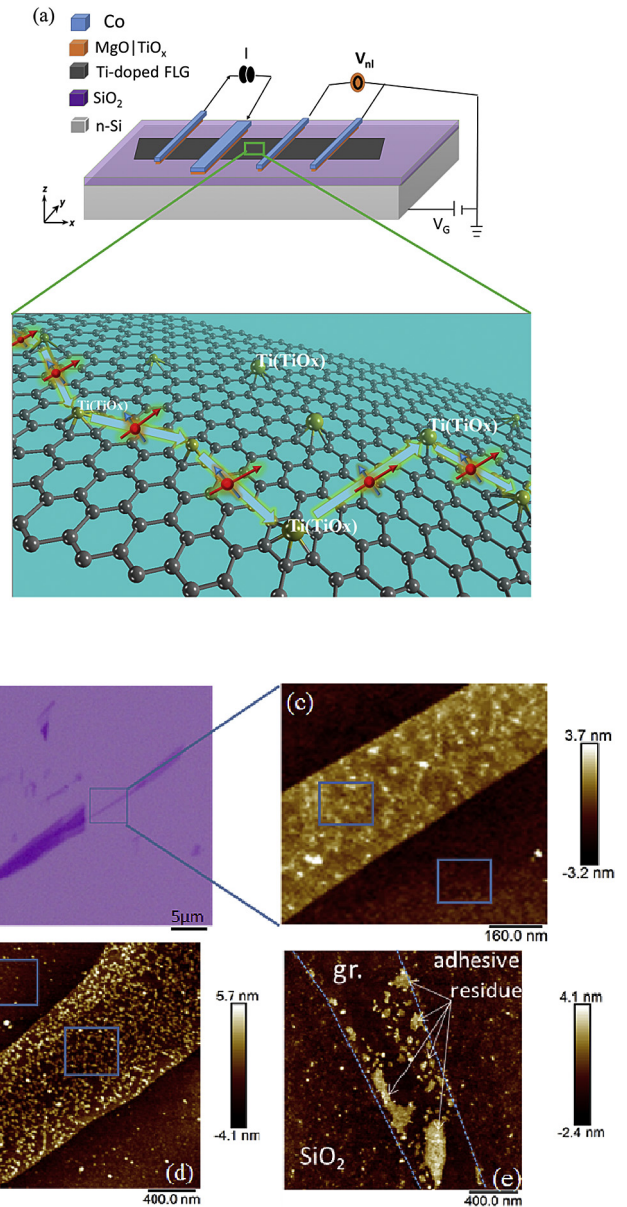 (a)
Co
MgO|TiOₓ
Ti-doped FLG
SiO₂
n-Si
I
Vnl
z
y
x
VG
Ti(TiOx)
Ti(TiOx)
Ti(TiOx)
Ti(TiOx)
5μm
(c)
3.7 nm
-3.2 nm
160.0 nm
(d)
5.7 nm
-4.1 nm
400.0 nm
gr.
adhesive
residue
SiO₂
(e)
4.1 nm
-2.4 nm
400.0 nm